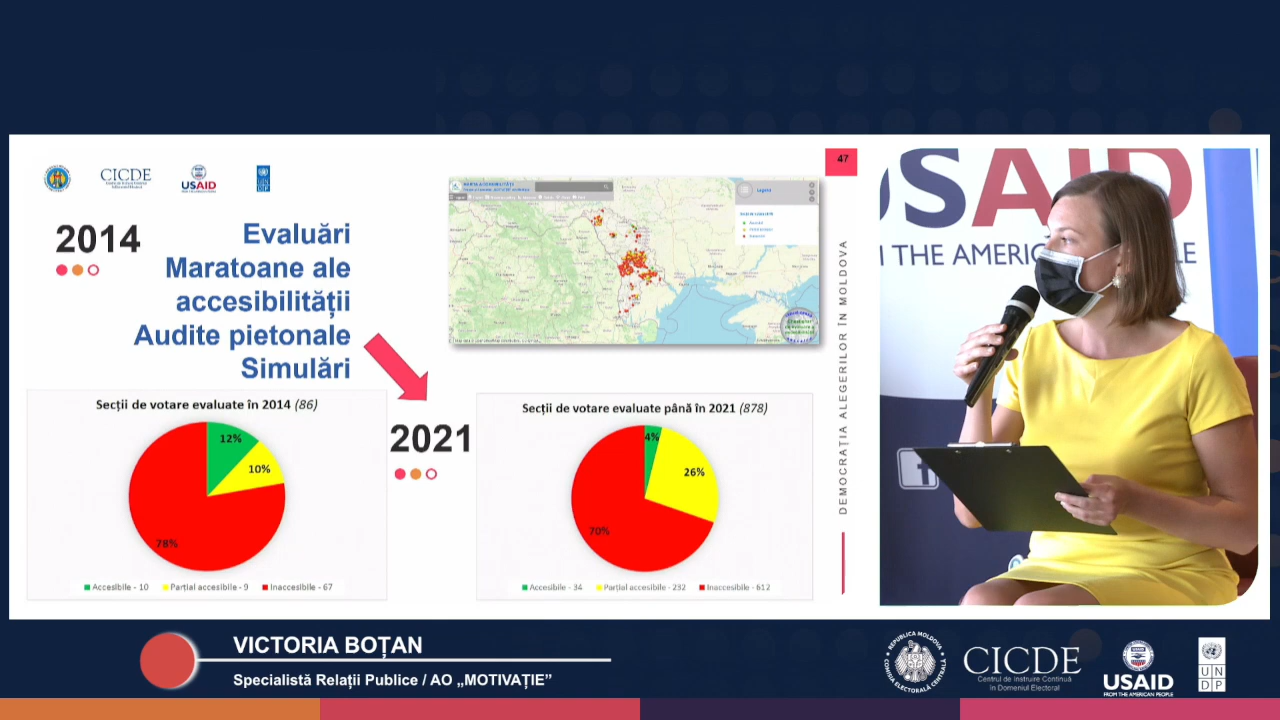 CICDE
USAID
47
2014
Evaluări
Maratoane ale
accesibilității
Audite pietonale
Simulări
Legend
Secții de votare evaluate în 2014 (86)
12%
10%
78%
Accesibile - 10
Parțial accesibile - 9
Inaccesibile - 67
2021
Secții de votare evaluate până în 2021 (878)
4%
26%
70%
Accesibile - 34
Parțial accesibile - 232
Inaccesibile - 612
DEMOCRAȚIA ALEGERILOR ÎN MOLDOVA
USAID
THE AMERIC
LE
f
VICTORIA BOȚAN
Specialistă Relații Publice / AO „MOTIVAȚIE”
REPUBLICA MOLDOVA
COMISIA ELECTORALĂ CENTRALĂ
CICDE
Centrul de Instruire Continuă
în Domeniul Electoral
USAID
FROM THE AMERICAN PEOPLE
U N
D P